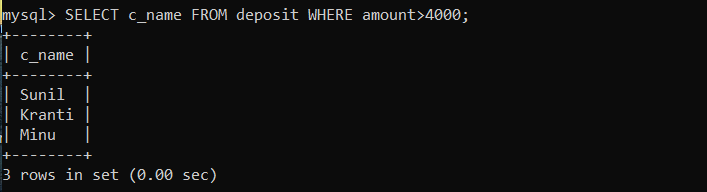 mysql> SELECT c_name FROM deposit WHERE amount>4000;
+--------+
| c_name |
+--------+
| Sunil  |
| Kranti |
| Minu   |
+--------+
3 rows in set (0.00 sec)